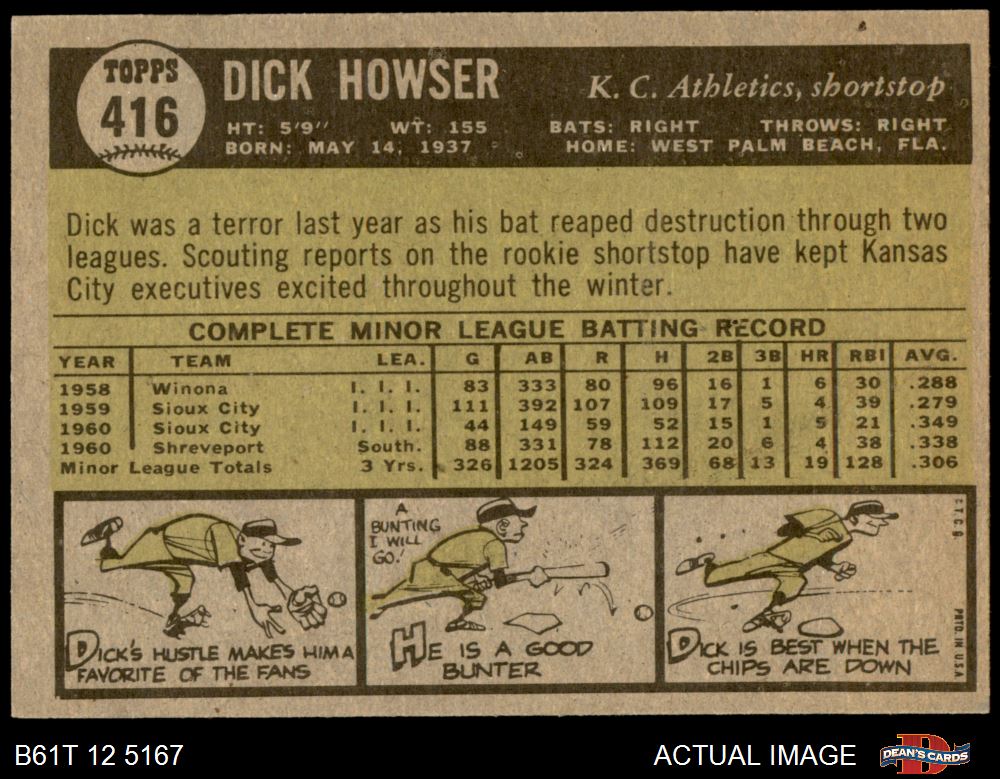 TOPPS
416
DICK HOWSER
K. C. Athletics, shortstop
HT: 5'9" WT: 155 BATS: RIGHT THROWS: RIGHT
BORN: MAY 14, 1937 HOME: WEST PALM BEACH, FLA.
Dick was a terror last year as his bat reaped destruction through two
leagues. Scouting reports on the rookie shortstop have kept Kansas
City executives excited throughout the winter.
COMPLETE MINOR LEAGUE BATTING RECORD
YEAR TEAM LEA. G AB R H 2B 3B HR RBI AVG.
1958 Winona I. I. I. 83 333 80 96 16 1 6 30 .288
1959 Sioux City I. I. I. 111 392 107 109 17 5 4 39 .279
1960 Sioux City I. I. I. 44 149 59 52 15 1 5 21 .349
1960 Shreveport South. 88 331 78 112 20 6 4 38 .338
Minor League Totals 3 Yrs. 326 1205 324 369 68 13 19 128 .306
DICK'S HUSTLE MAKES HIM A
FAVORITE OF THE FANS
A
BUNTING
I WILL
GO!
HE IS A GOOD
BUNTER
DICK IS BEST WHEN THE
CHIPS ARE DOWN
©T.C.G.
PRTD. IN U.S.A.
B61T 12 5167
ACTUAL IMAGE
DEAN'S CARDS